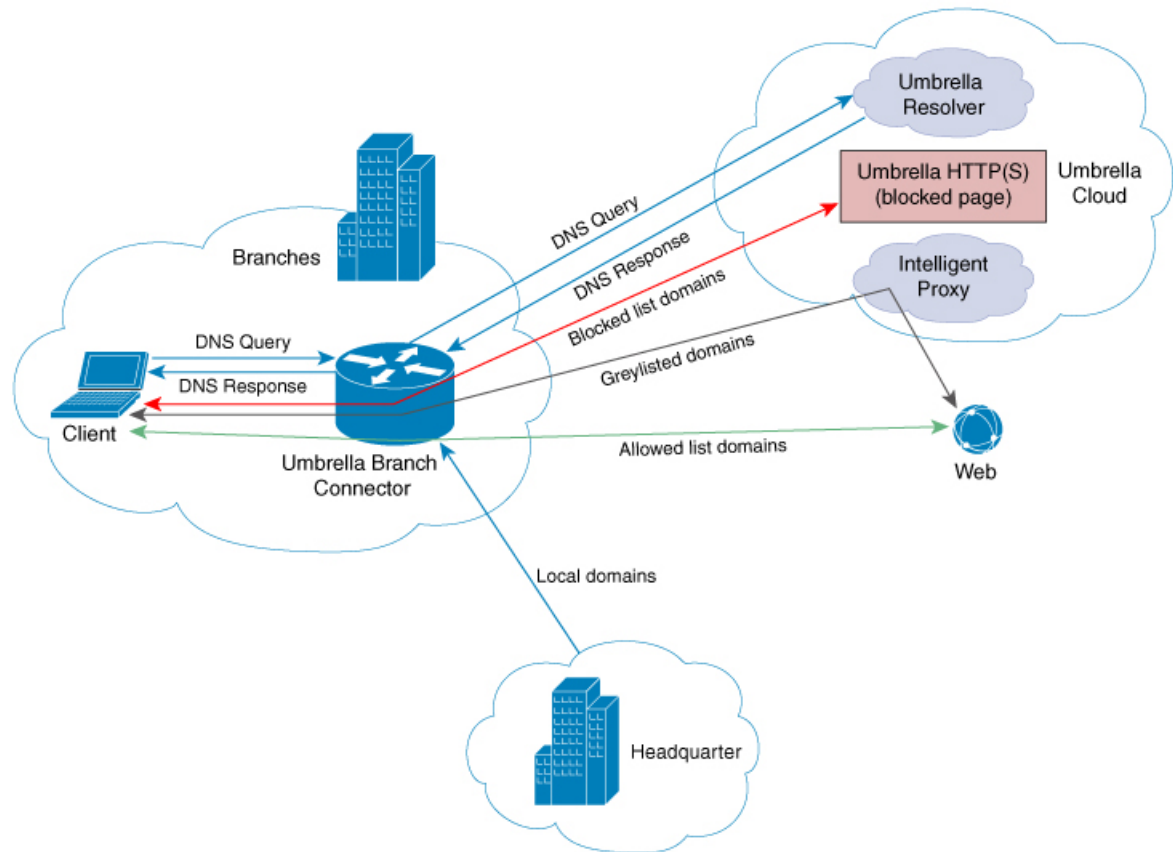 Umbrella
Resolver
Umbrella HTTP(S)
(blocked page)
Umbrella
Cloud
Intelligent
Proxy
Branches
DNS Query
DNS Response
Blocked list domains
Greylisted domains
DNS Query
DNS Response
Client
Umbrella Branch
Connector
Allowed list domains
Web
Local domains
Headquarter